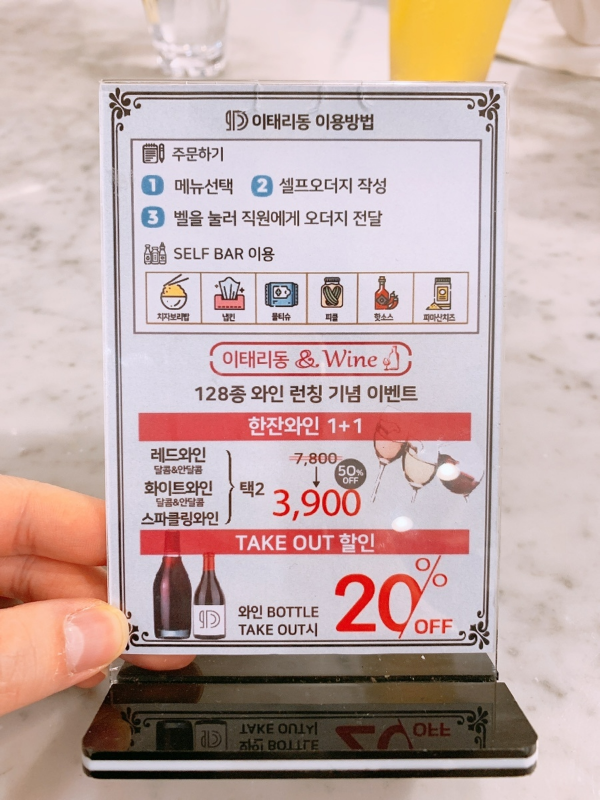 이태리동 이용방법
주문하기
1 메뉴선택 2 셀프오더지 작성
3 벨을 눌러 직원에게 오더지 전달
SELF BAR 이용
치자보리밥 냅킨 물티슈 피클 핫소스 파마산치즈
이태리동 & Wine
128종 와인 런칭 기념 이벤트
한잔와인 1+1
레드와인
달콤&안달콤
화이트와인
달콤&안달콤
스파클링와인
택2
7,800
50% OFF
3,900
TAKE OUT 할인
와인 BOTTLE
TAKE OUT시
20% OFF